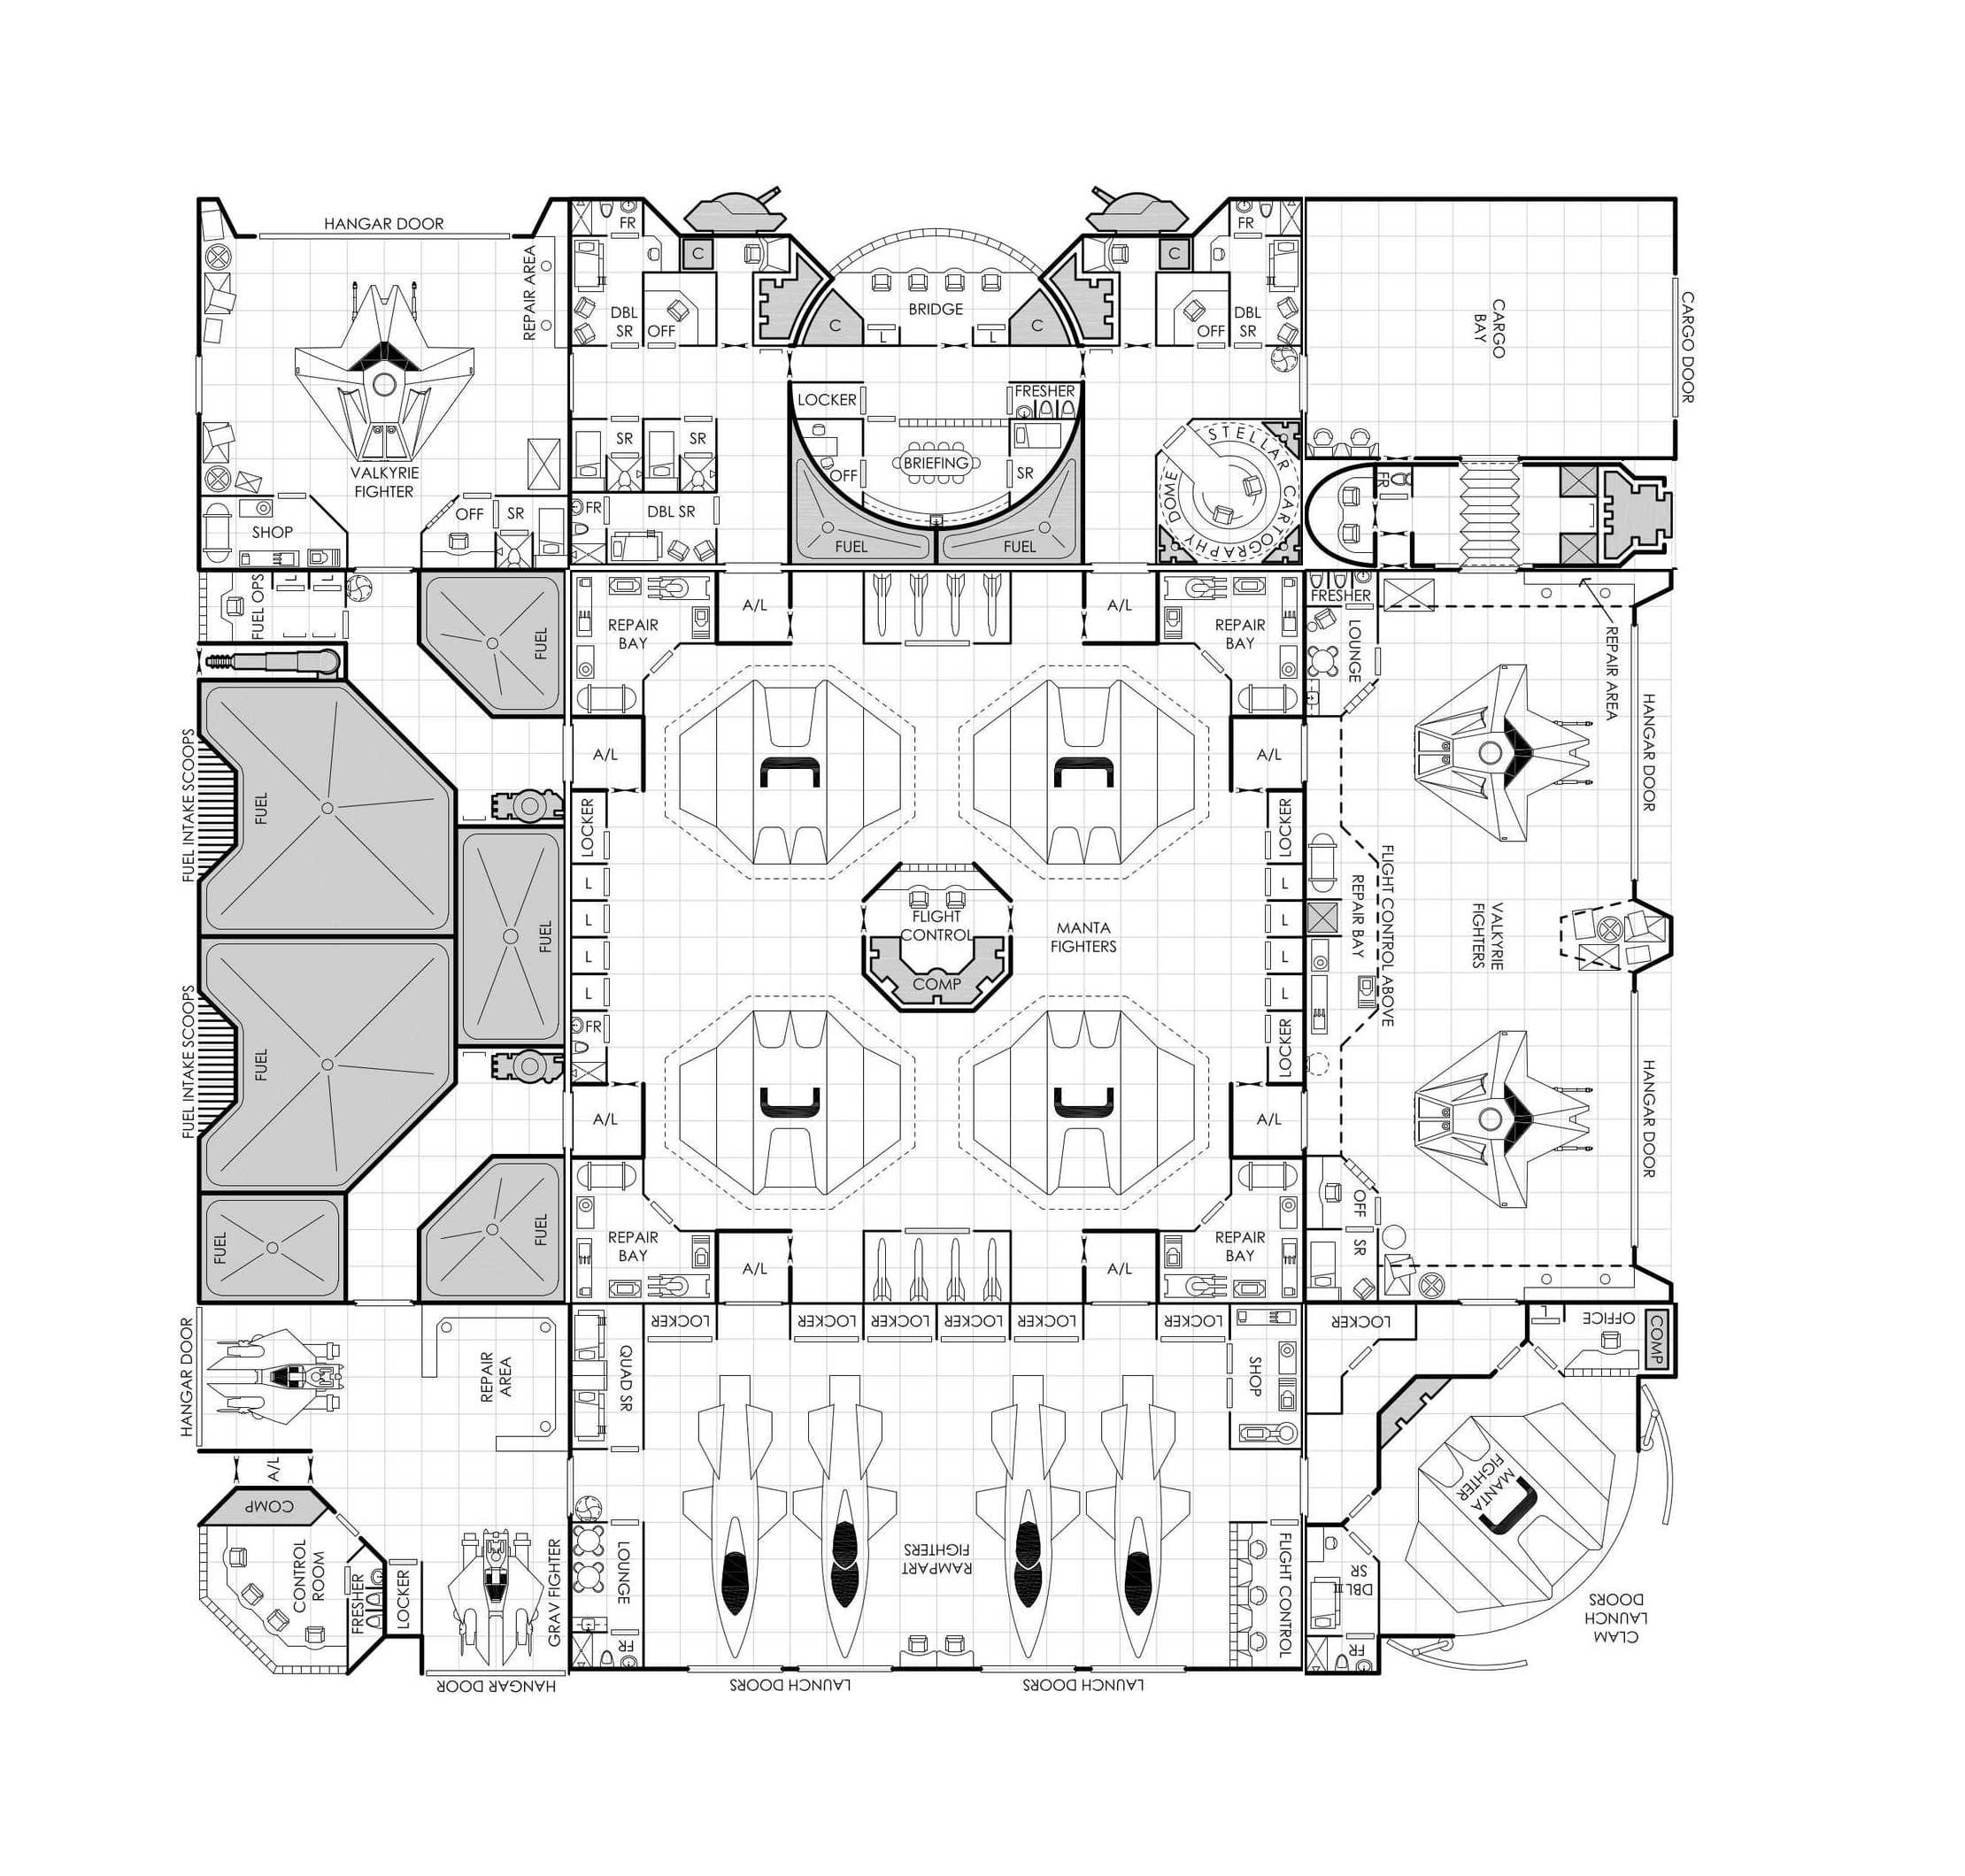 HANGAR DOOR
REPAIR AREA
VALKYRIE
FIGHTER
SHOP
OFF
SR
FR
DBL
SR
OFF
C
C
BRIDGE
L
L
C
C
FR
DBL
SR
OFF
LOCKER
FRESHER
SR
SR
OFF
BRIEFING
SR
FR
DBL SR
FUEL
FUEL
STELLAR CARTOGRAPHY DOME
CARGO
BAY
CARGO DOOR
FR
FUEL OPS
L
L
FUEL
FUEL INTAKE SCOOPS
FUEL
FUEL
FUEL INTAKE SCOOPS
FUEL
FUEL
FUEL
REPAIR
BAY
A/L
A/L
REPAIR
BAY
A/L
A/L
LOCKER
L
L
L
L
FR
LOCKER
L
L
L
L
LOCKER
FLIGHT
CONTROL
COMP
MANTA
FIGHTERS
A/L
A/L
REPAIR
BAY
A/L
A/L
REPAIR
BAY
FRESHER
LOUNGE
REPAIR AREA
HANGAR DOOR
FLIGHT CONTROL ABOVE
REPAIR BAY
VALKYRIE
FIGHTERS
HANGAR DOOR
OFF
SR
HANGAR DOOR
REPAIR
AREA
A/L
COMP
CONTROL
ROOM
FRESHER
LOCKER
GRAV FIGHTER
HANGAR DOOR
LOCKER
LOCKER
LOCKER
LOCKER
LOCKER
LOCKER
QUAD SR
SHOP
LOUNGE
FR
RAMPART
FIGHTERS
FLIGHT CONTROL
LAUNCH DOORS
LAUNCH DOORS
LOCKER
L
OFFICE
COMP
MANTA
FIGHTER
DBL
SR
FR
CLAM
LAUNCH
DOORS